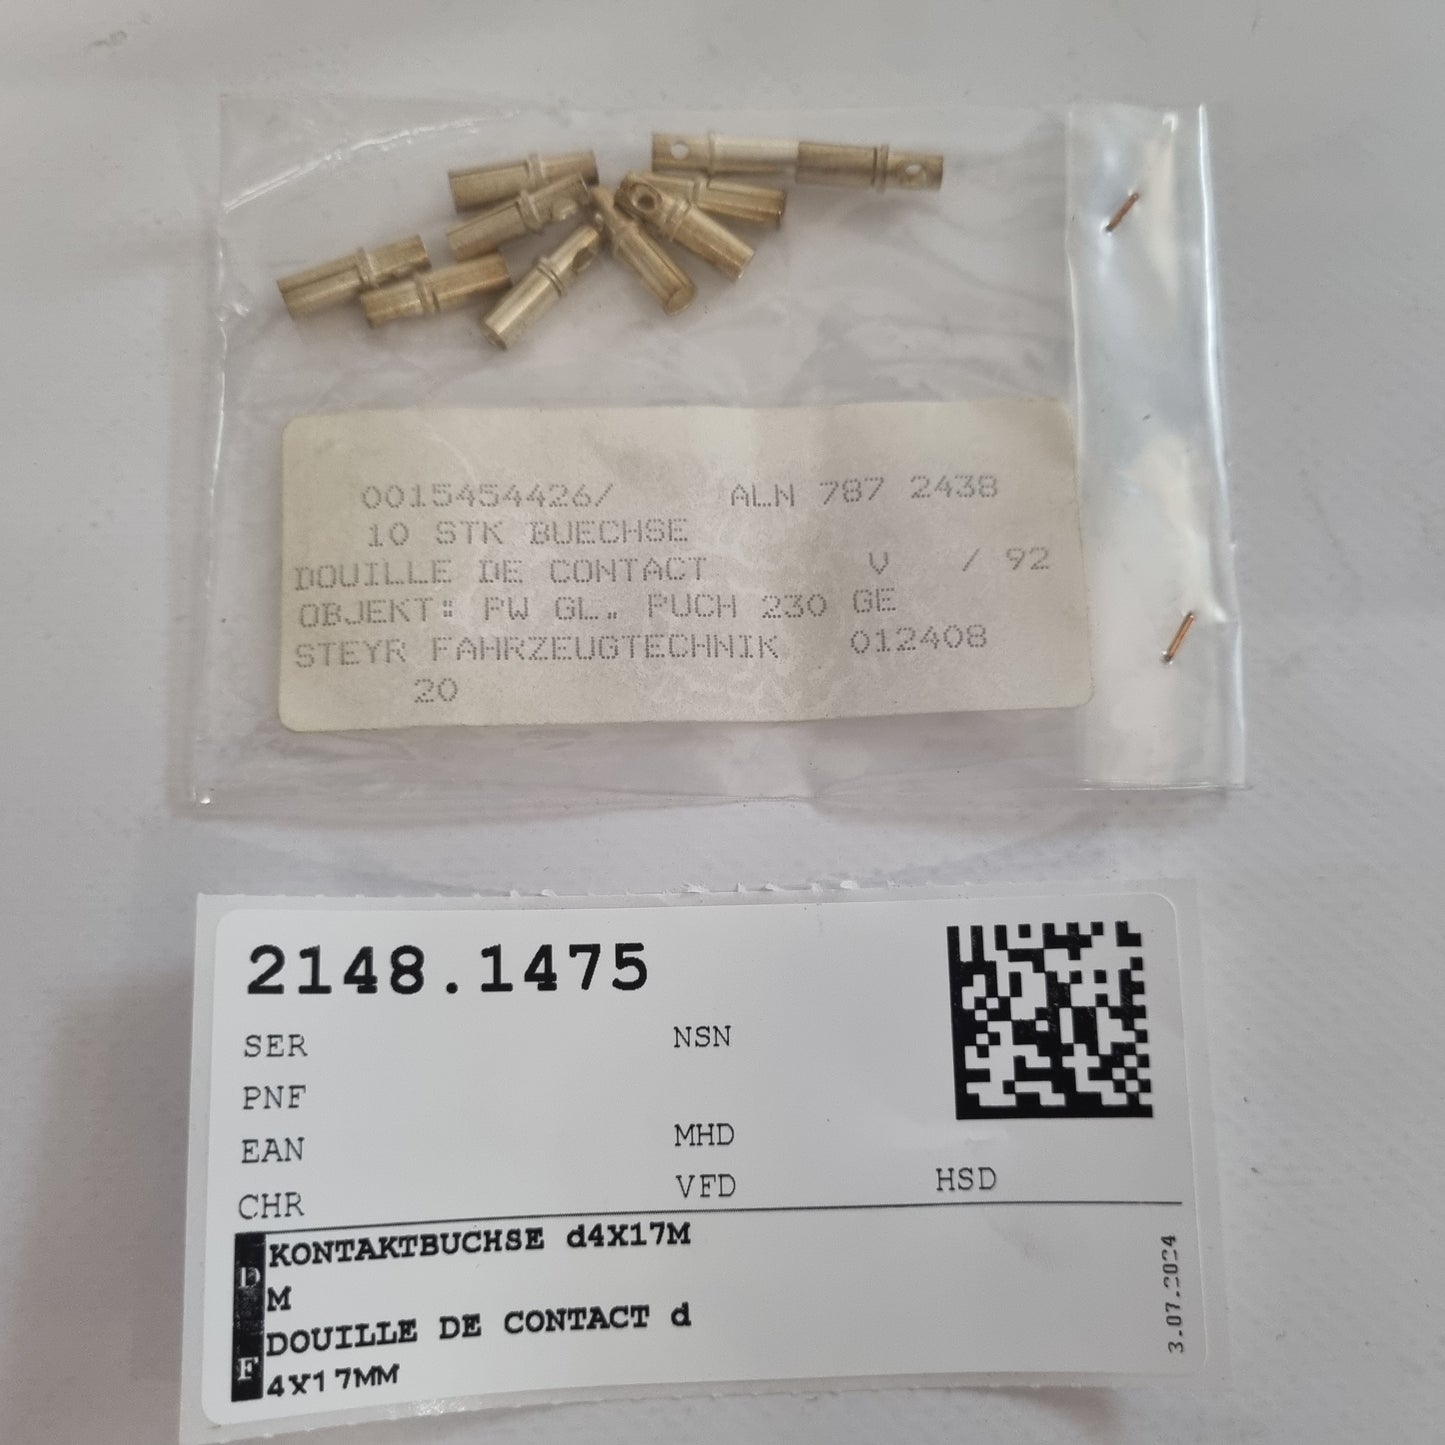 0015454426/ ALN 787 2438
10 STK BUECHSE
DOUILLE DE CONTACT V / 92
OBJEKT: PW GL. PUCH 230 GE
STEYR FAHRZEUGTECHNIK 012408
20
2148.1475
SER NSN
PNF
EAN MHD
CHR VFD HSD
D KONTAKTBUCHSE d4X17M
M
DOUILLE DE CONTACT d
F 4X17MM
3.07.2024